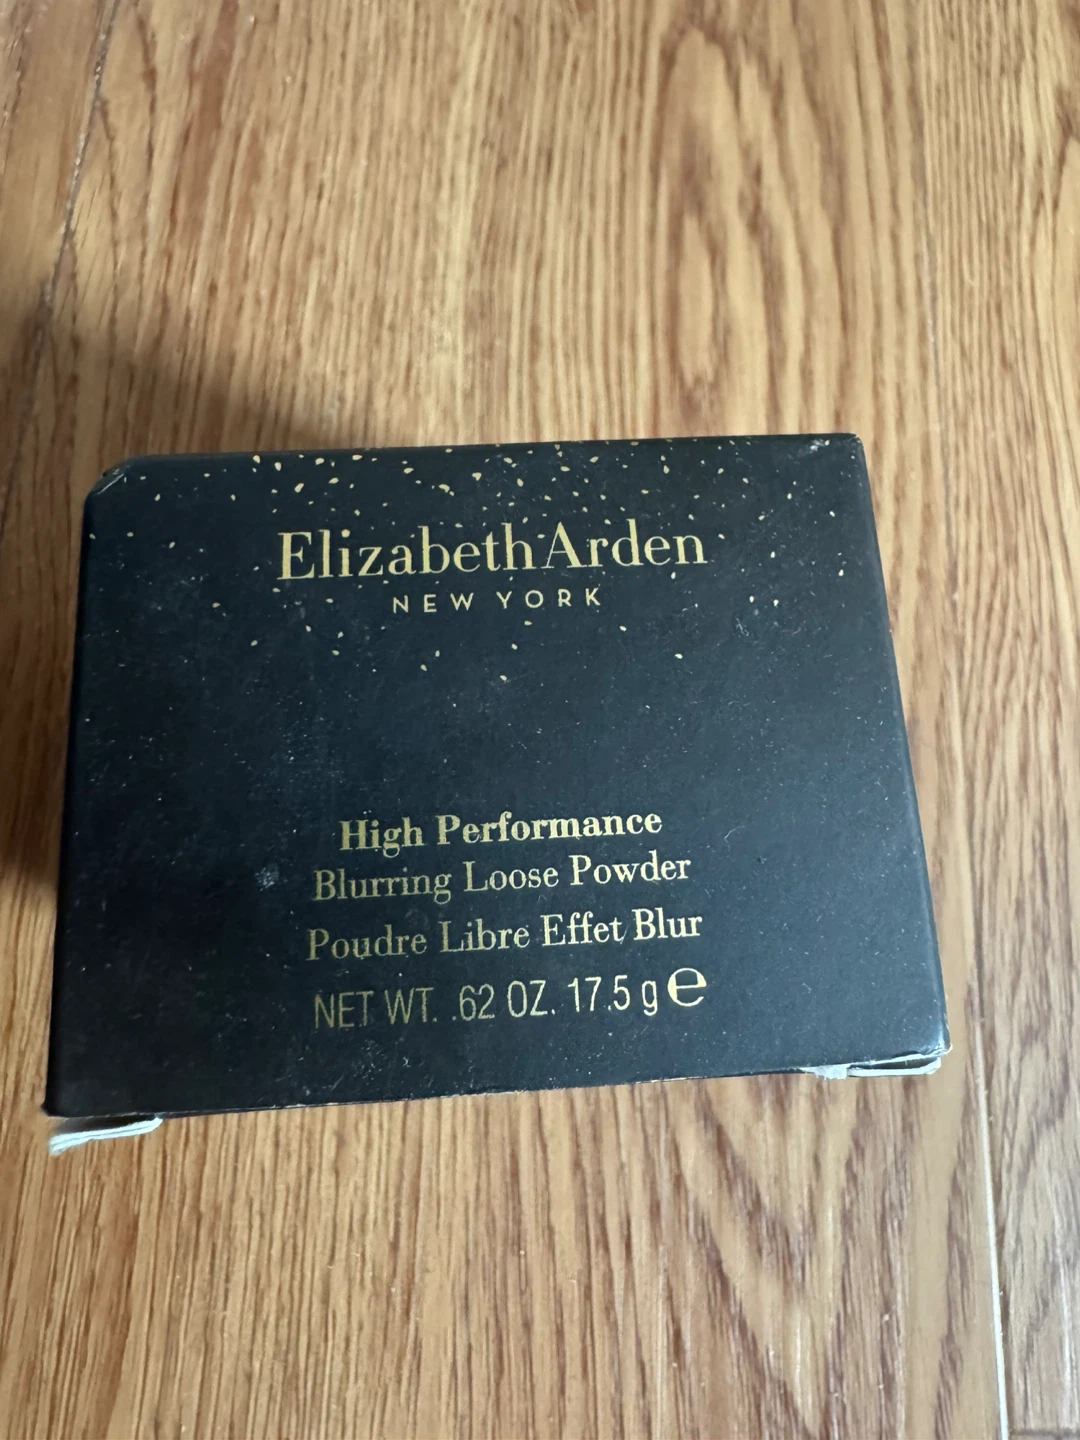 Elizabeth Arden
NEW YORK
High Performance
Blurring Loose Powder
Poudre Libre Effet Blur
NET WT. .62 OZ. 17.5 g ℮